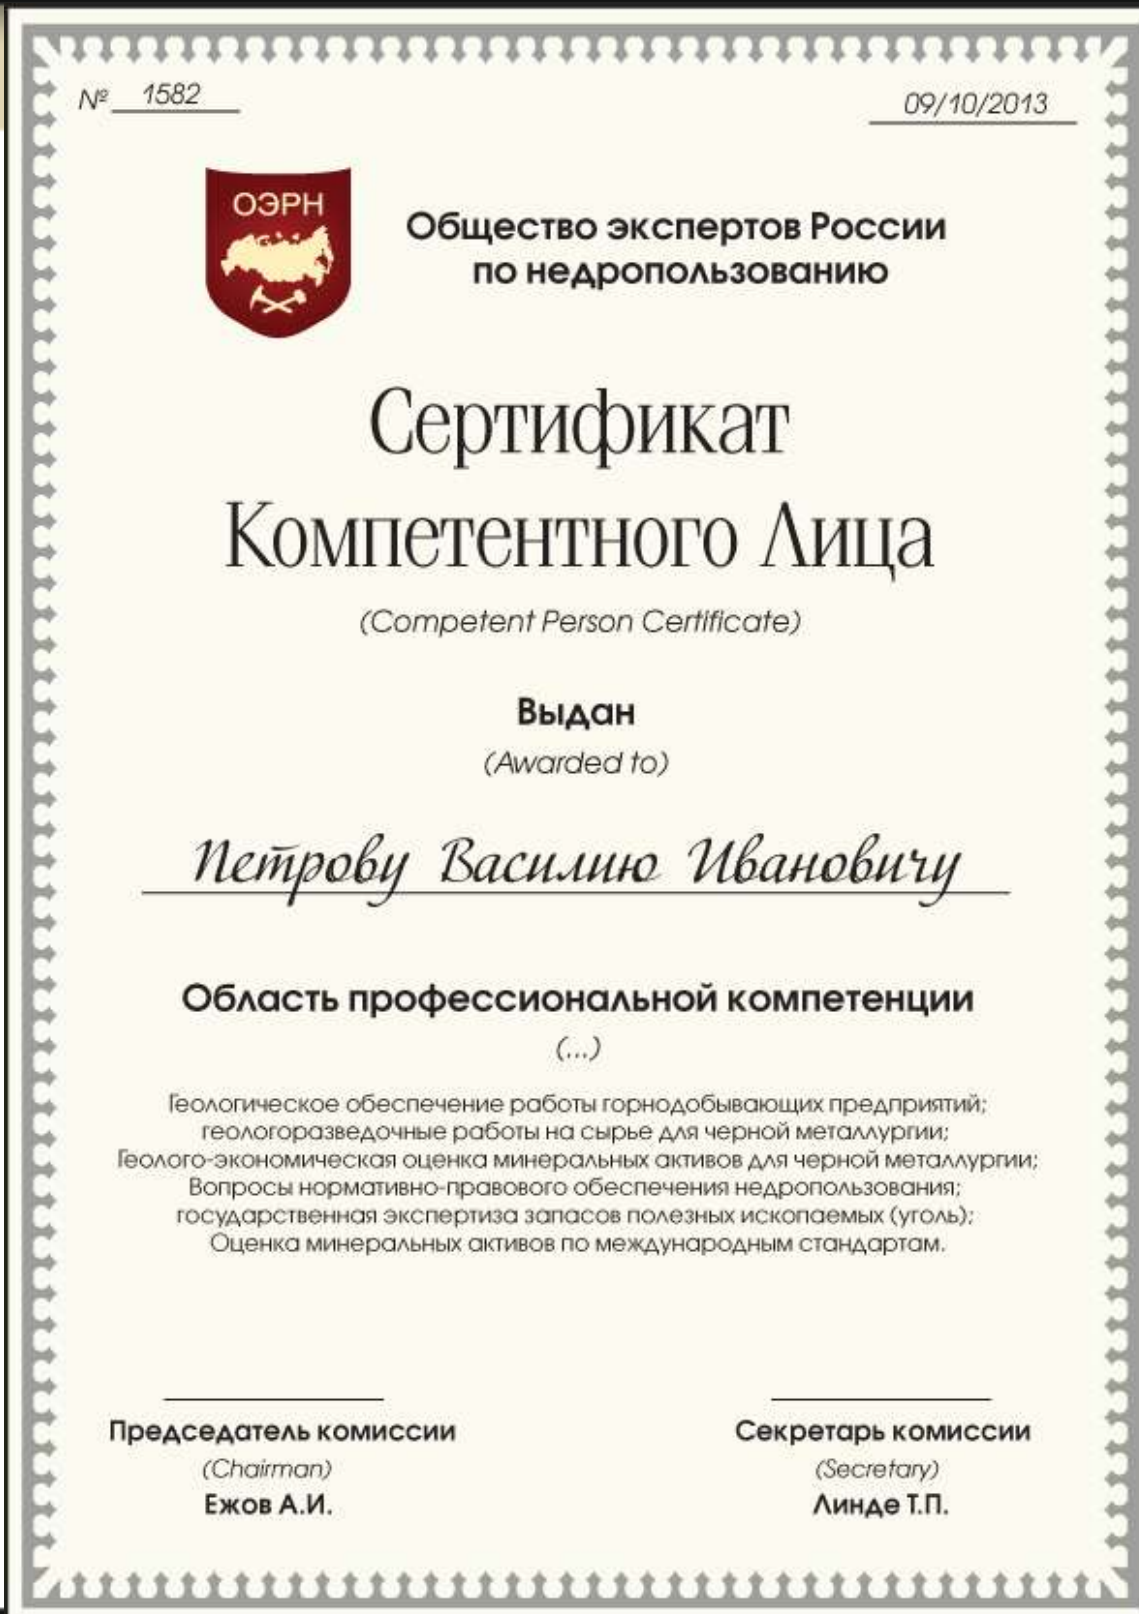 № 1582
09/10/2013
ОЭРН
Общество экспертов России
по недропользованию
Сертификат
Компетентного Лица
(Competent Person Certificate)
Выдан
(Awarded to)
Петрову Василию Ивановичу
Область профессиональной компетенции
(...)
Геологическое обеспечение работы горнодобывающих предприятий;
геологоразведочные работы на сырье для черной металлургии;
Геолого-экономическая оценка минеральных активов для черной металлургии;
Вопросы нормативно-правового обеспечения недропользования;
государственная экспертиза запасов полезных ископаемых (уголь);
Оценка минеральных активов по международным стандартам.
Председатель комиссии
(Chairman)
Ежов А.И.
Секретарь комиссии
(Secretary)
Линде Т.П.